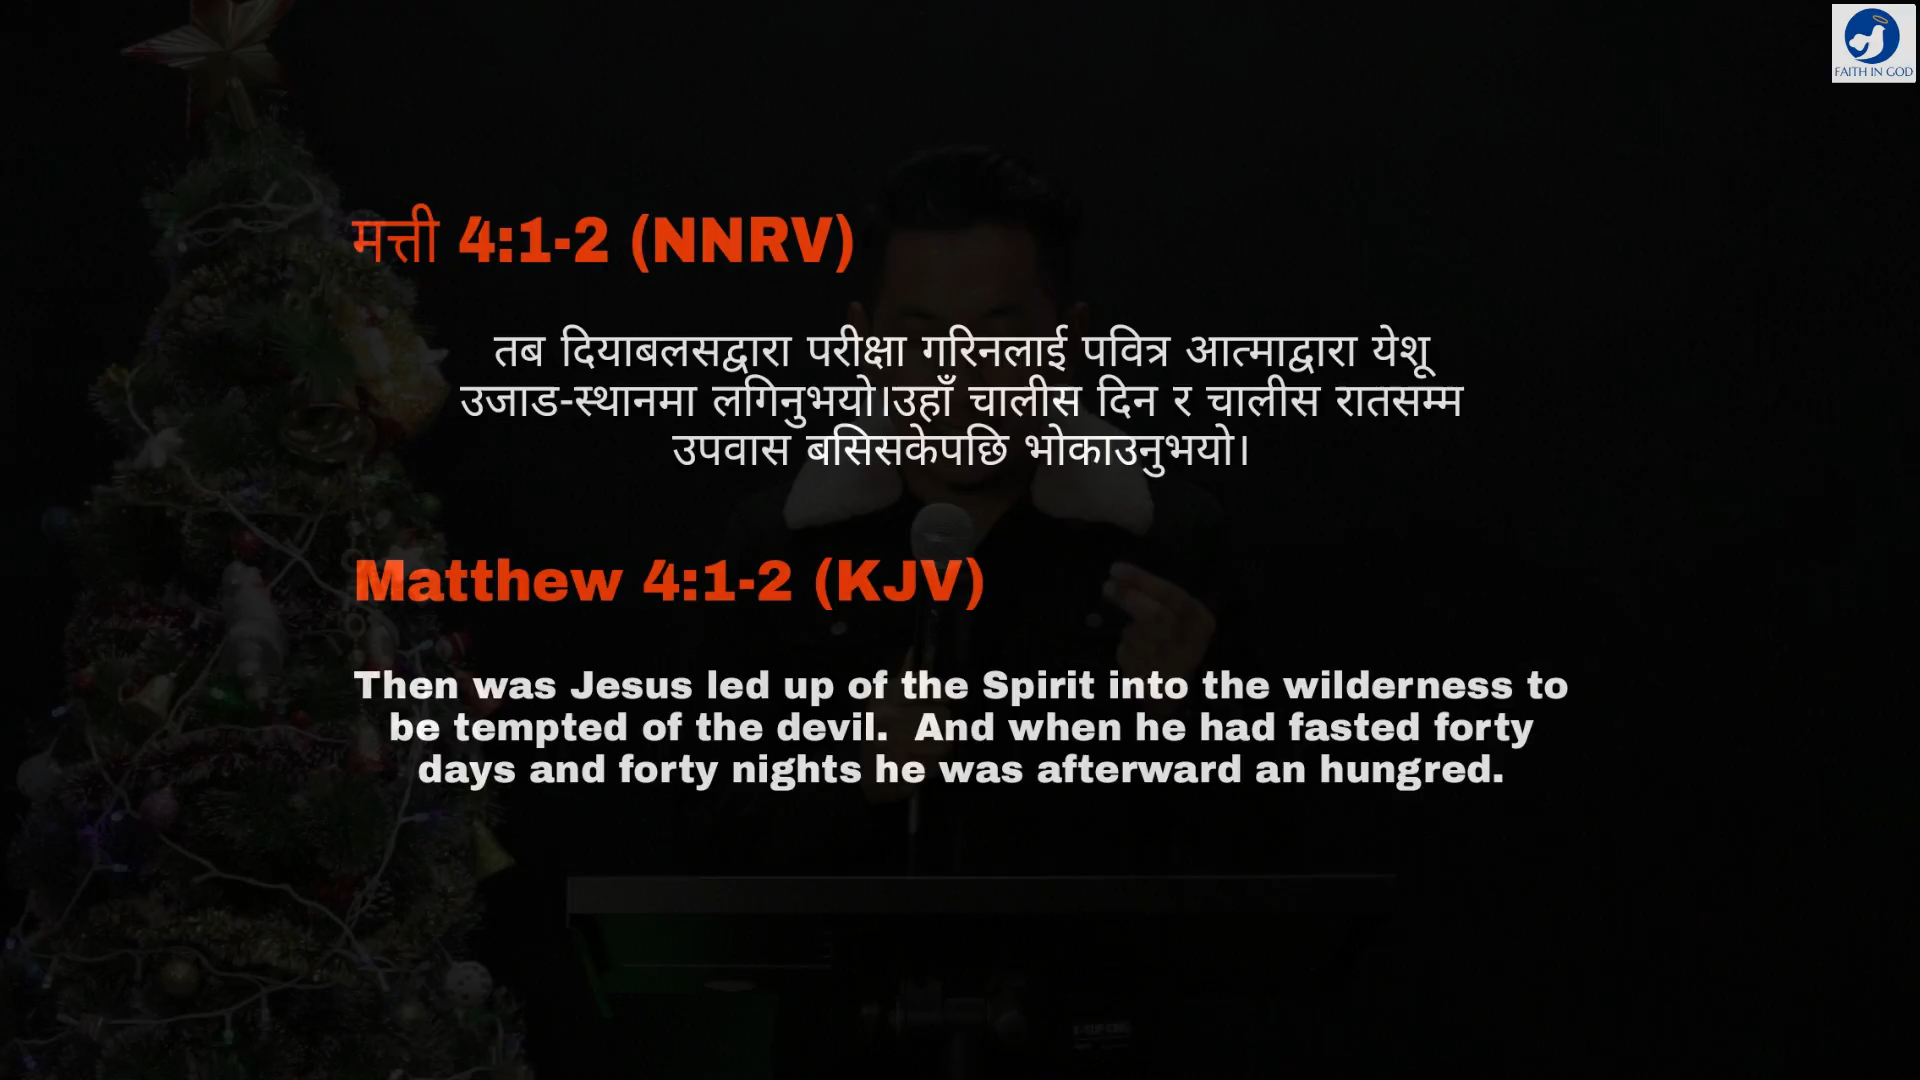 FAITH IN GOD
मत्ती 4:1-2 (NNRV)
तब दियाबलसद्वारा परीक्षा गरिनलाई पवित्र आत्माद्वारा येशू
उजाड-स्थानमा लगिनुभयो।उहाँ चालीस दिन र चालीस रातसम्म
उपवास बसिसकेपछि भोकाउनुभयो।
Matthew 4:1-2 (KJV)
Then was Jesus led up of the Spirit into the wilderness to
be tempted of the devil.  And when he had fasted forty
days and forty nights he was afterward an hungred.